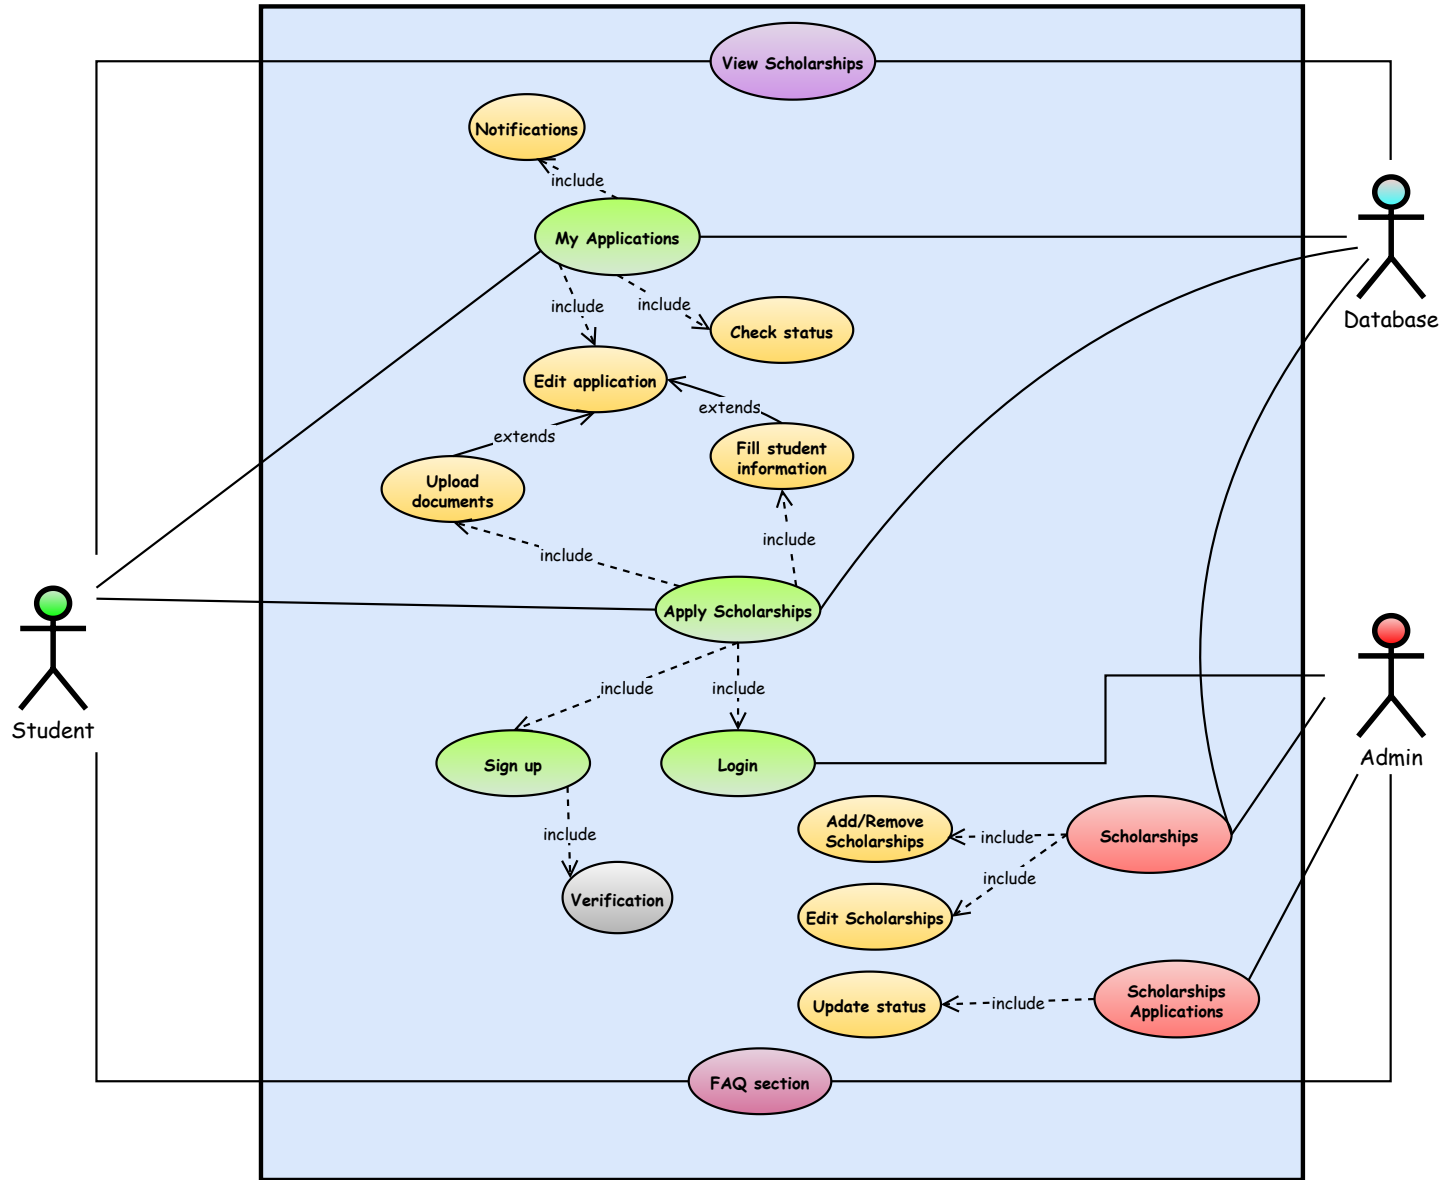 View Scholarships
Notifications
include
My Applications
include
include
Check status
Database
Edit application
extends
extends
Fill student
information
Upload
documents
include
include
Apply Scholarships
Student
include
include
Sign up
Login
Admin
include
Add/Remove
Scholarships
include
Scholarships
include
Verification
Edit Scholarships
Scholarships
Applications
include
Update status
FAQ section